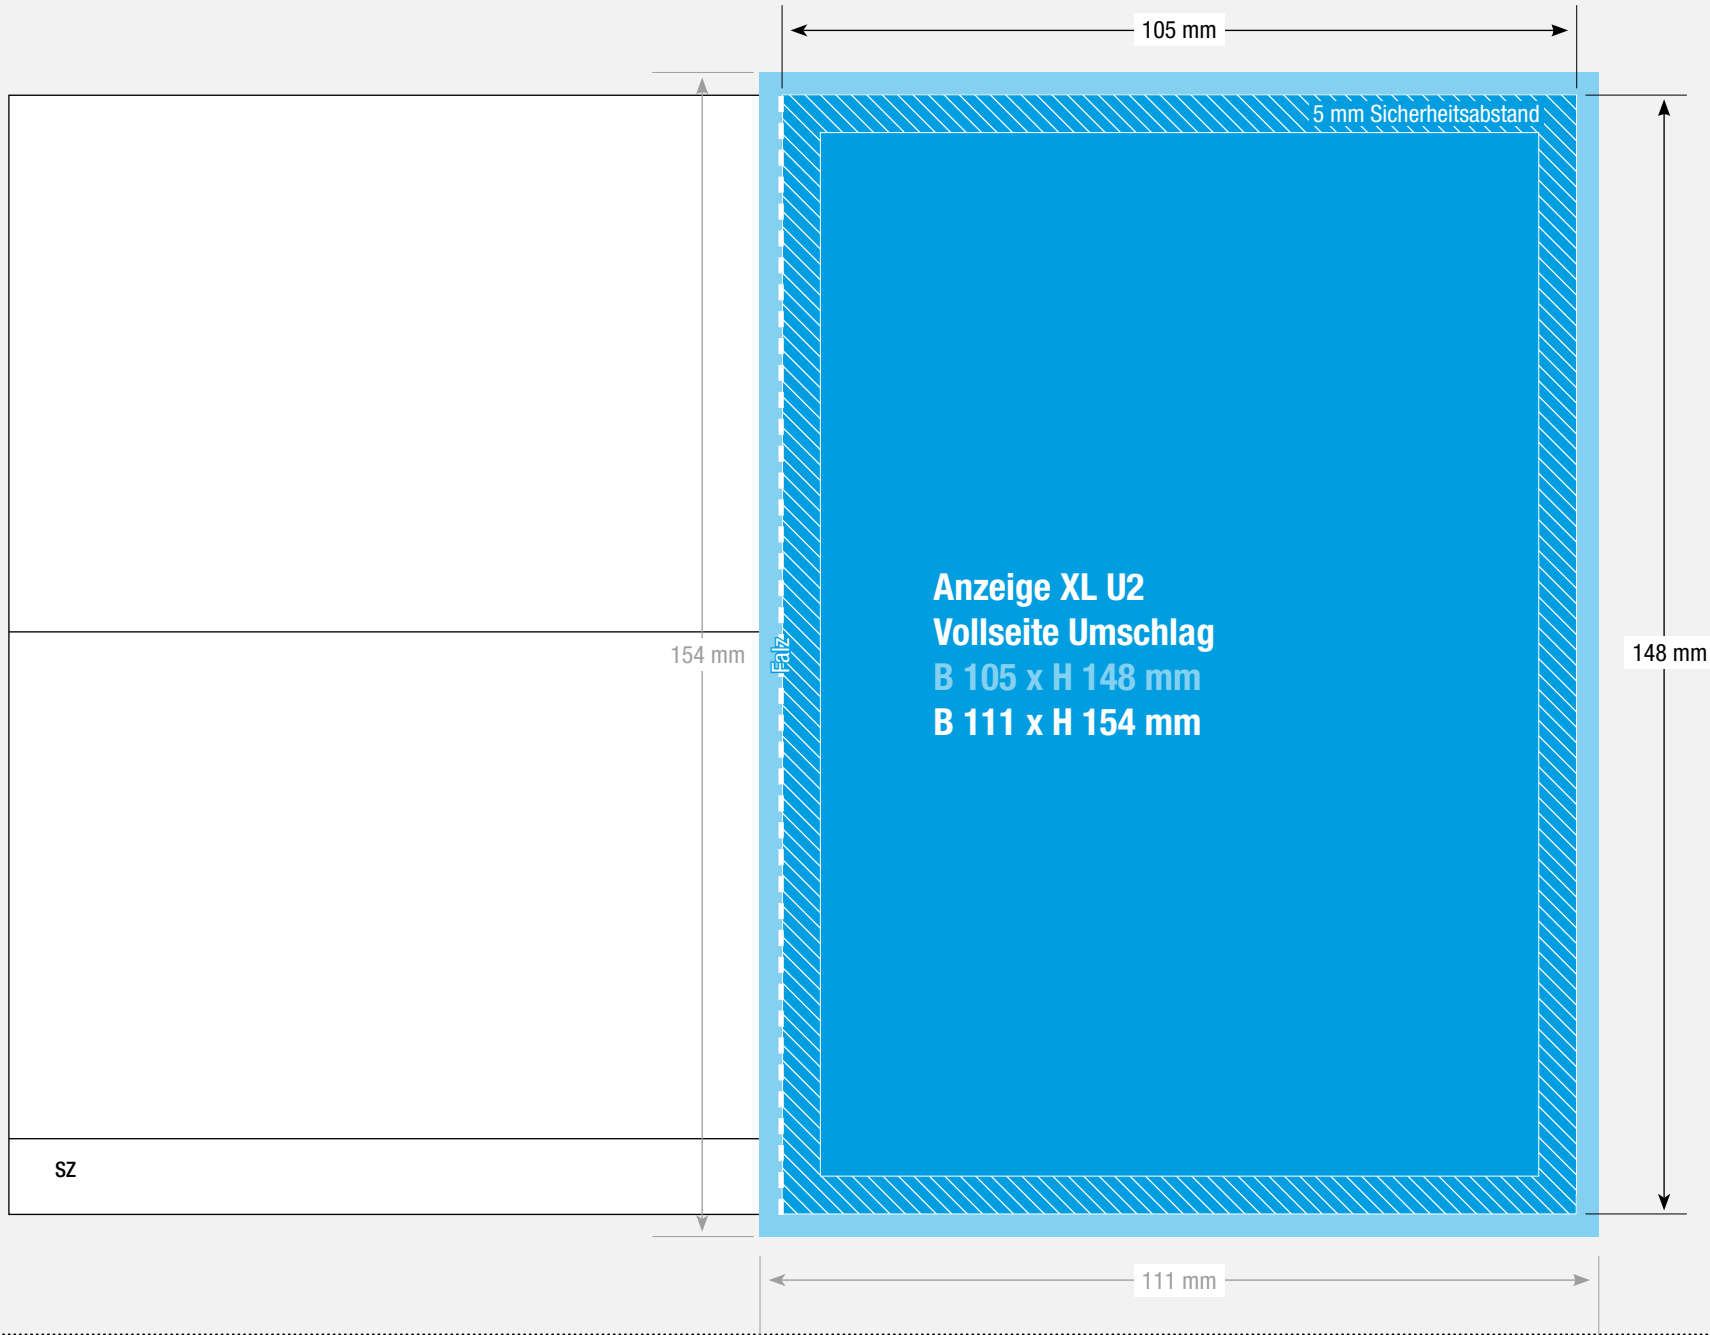 105 mm
5 mm Sicherheitsabstand
Anzeige XL U2
Vollseite Umschlag
B 105 x H 148 mm
B 111 x H 154 mm
154 mm
Falz
148 mm
SZ
111 mm